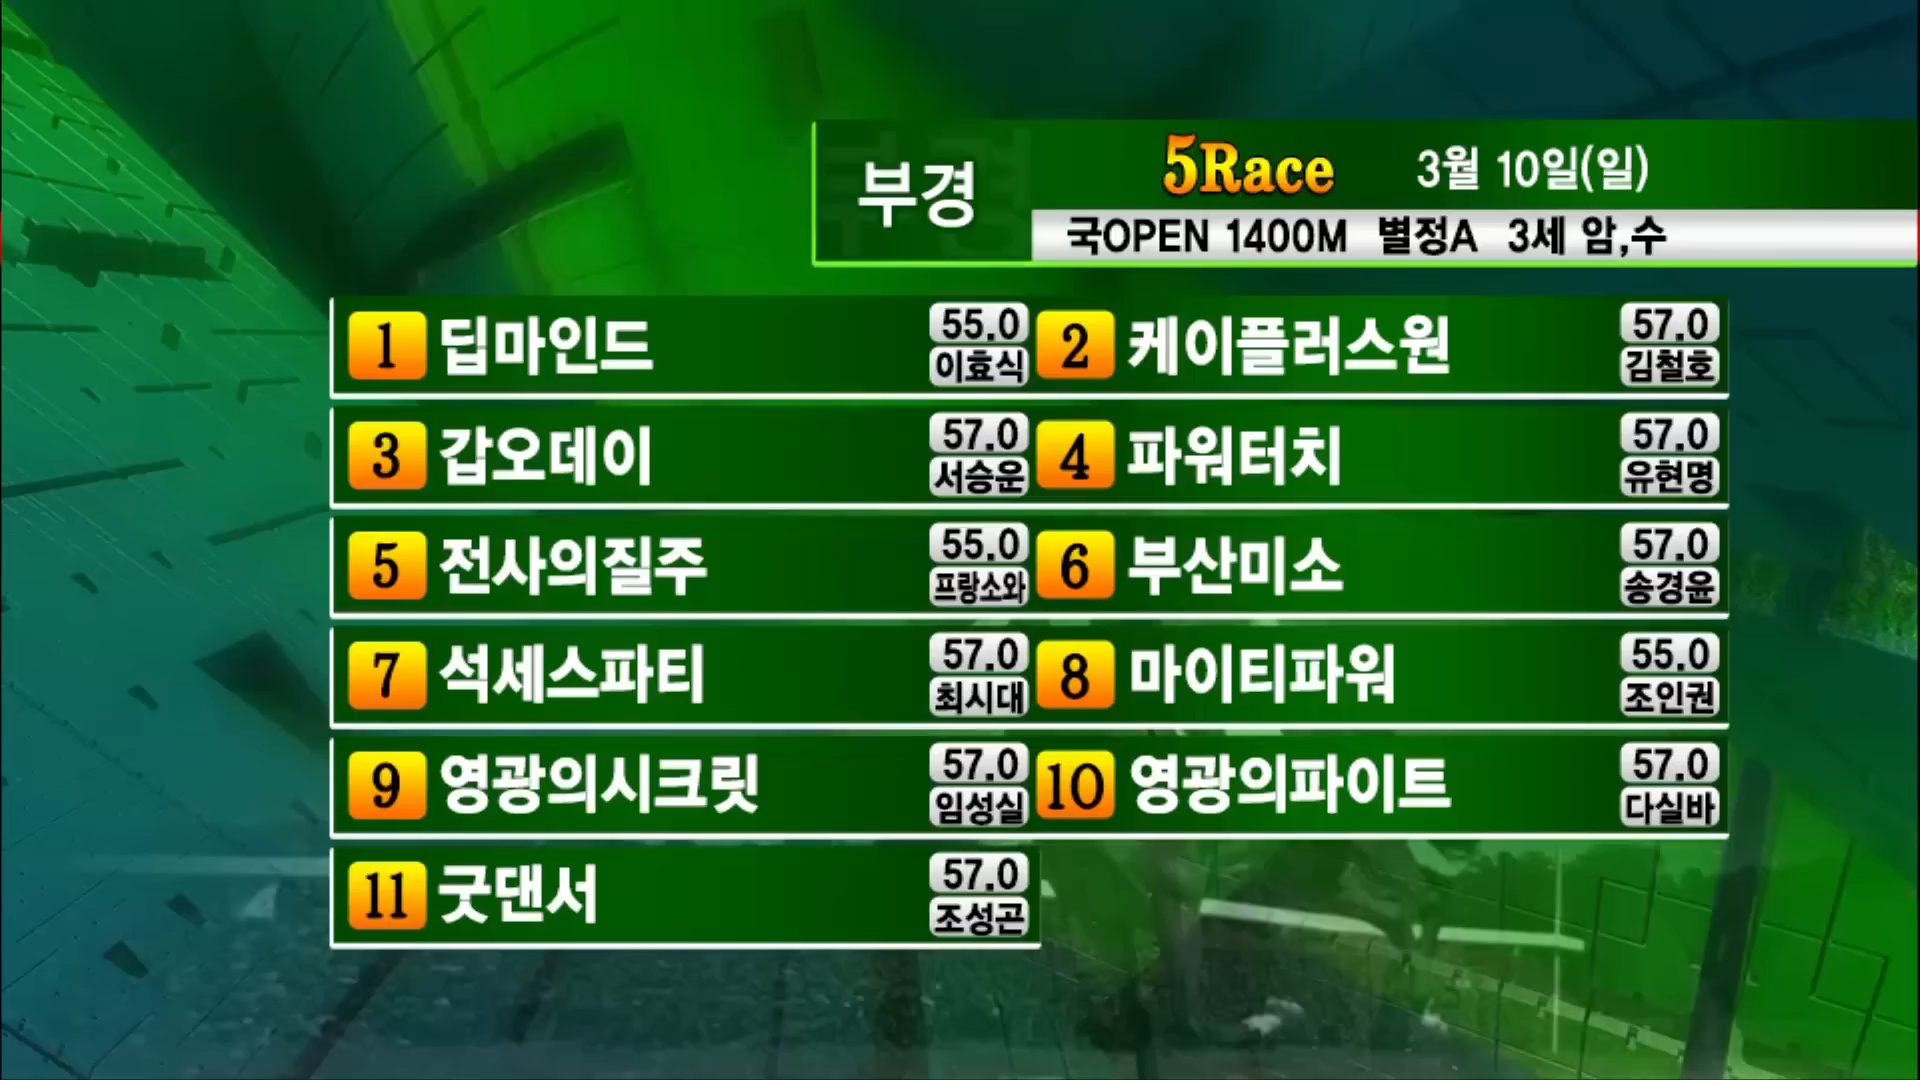 부경
5Race 3월 10일(일)
국OPEN 1400M 별정A 3세 암,수
1 딥마인드 55.0 이효식
2 케이플러스원 57.0 김철호
3 갑오데이 57.0 서승운
4 파워터치 57.0 유현명
5 전사의질주 55.0 프랑소와
6 부산미소 57.0 송경윤
7 석세스파티 57.0 최시대
8 마이티파워 55.0 조인권
9 영광의시크릿 57.0 임성실
10 영광의파이트 57.0 다실바
11 굿댄서 57.0 조성곤